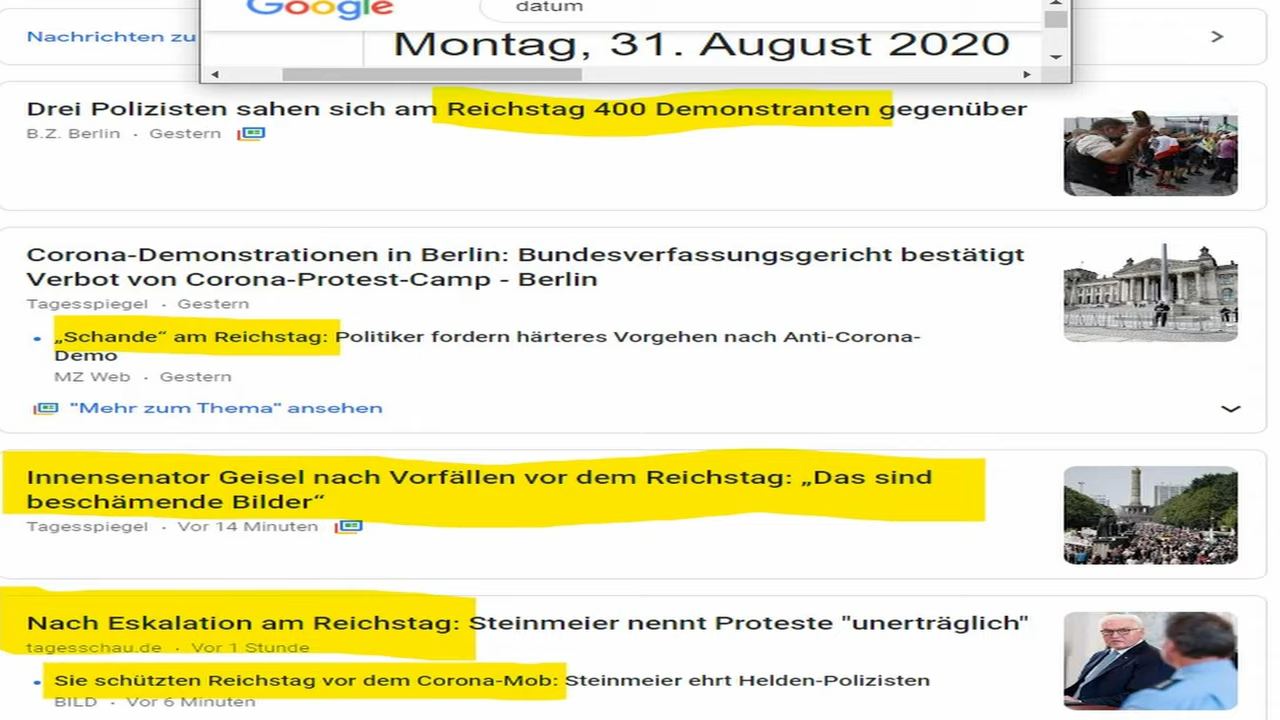 Google
datum
Nachrichten zu
Montag, 31. August 2020
Drei Polizisten sahen sich am Reichstag 400 Demonstranten gegenüber
B.Z. Berlin · Gestern
Corona-Demonstrationen in Berlin: Bundesverfassungsgericht bestätigt
Verbot von Corona-Protest-Camp - Berlin
Tagesspiegel · Gestern
„Schande“ am Reichstag: Politiker fordern härteres Vorgehen nach Anti-Corona-
Demo
MZ Web · Gestern
"Mehr zum Thema" ansehen
Innensenator Geisel nach Vorfällen vor dem Reichstag: „Das sind
beschämende Bilder“
Tagesspiegel · Vor 14 Minuten
Nach Eskalation am Reichstag: Steinmeier nennt Proteste "unerträglich"
tagesschau.de · Vor 1 Stunde
Sie schützten Reichstag vor dem Corona-Mob: Steinmeier ehrt Helden-Polizisten
BILD · Vor 6 Minuten